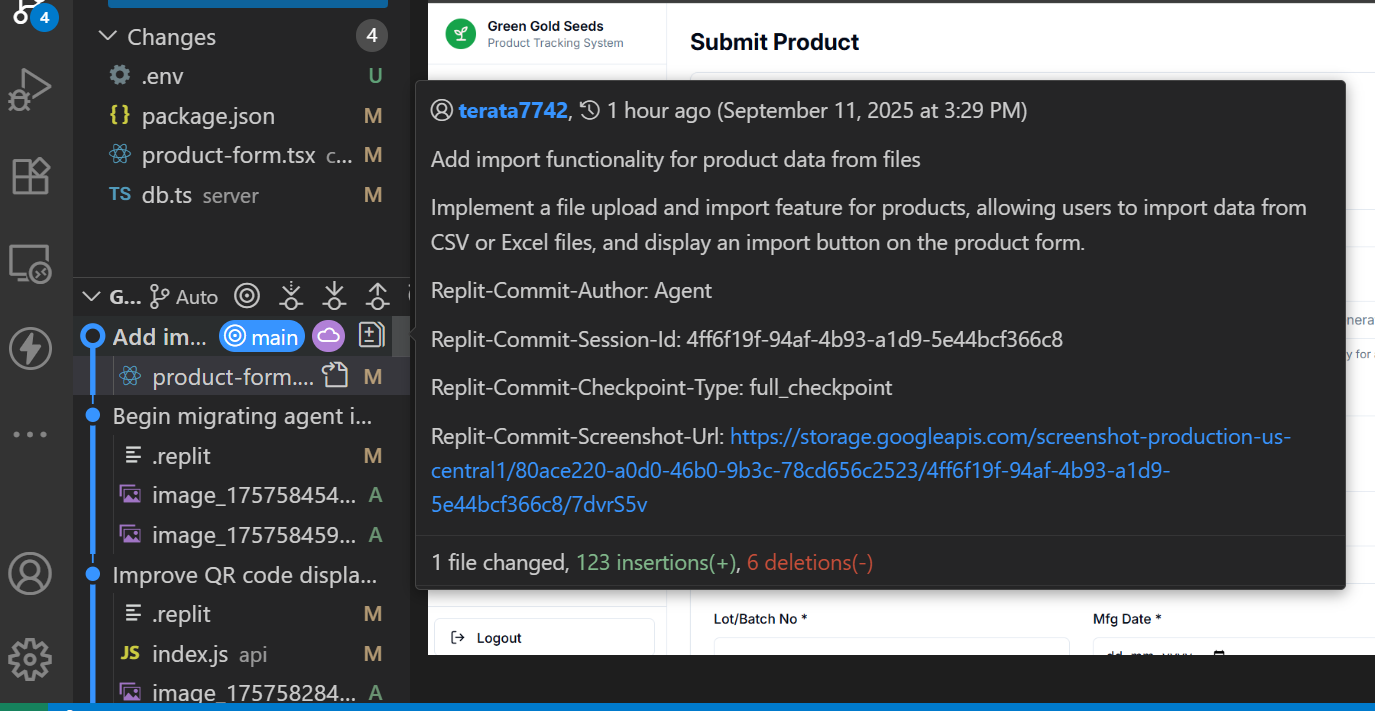 4
Changes
4
.env
U
package.json
M
product-form.tsx c...
M
TS db.ts server
M
G... Auto
Add im... main
product-form....
M
Begin migrating agent i...
.replit
M
image_175758454...
A
image_175758459...
A
Improve QR code displa...
.replit
M
JS index.js api
M
image_175758284...
A
Green Gold Seeds
Product Tracking System
Submit Product
terata7742, 1 hour ago (September 11, 2025 at 3:29 PM)
Add import functionality for product data from files
Implement a file upload and import feature for products, allowing users to import data from
CSV or Excel files, and display an import button on the product form.
Replit-Commit-Author: Agent
Replit-Commit-Session-Id: 4ff6f19f-94af-4b93-a1d9-5e44bcf366c8
Replit-Commit-Checkpoint-Type: full_checkpoint
Replit-Commit-Screenshot-Url: https://storage.googleapis.com/screenshot-production-us-
central1/80ace220-a0d0-46b0-9b3c-78cd656c2523/4ff6f19f-94af-4b93-a1d9-
5e44bcf366c8/7dvrS5v
1 file changed, 123 insertions(+), 6 deletions(-)
Logout
Lot/Batch No *
Mfg Date *